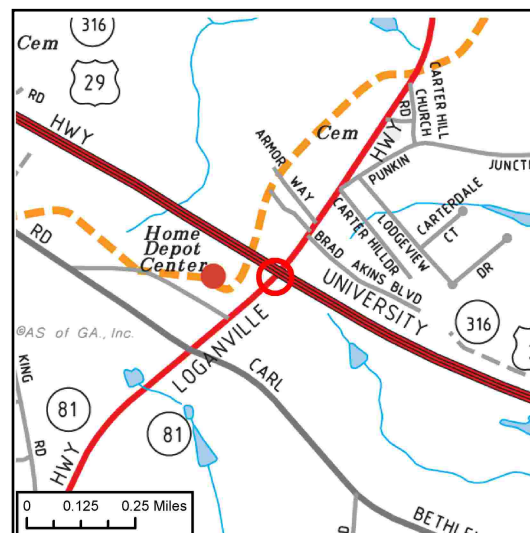 316
Cem
29
RD
HWY
Cem
ARMOR
WAY
HWY
RD
CARTER HILL
CHURCH
PUNKIN
JUNCT
CARTER HILLDR
LODGEVIEW
CARTERDALE
CT
DR
BRAD AKINS BLVD
UNIVERSITY
316
RD
Home
Depot
Center
©AS of GA., Inc.
LOGANVILLE
CARL
KING
RD
81
81
HWY
BETHLE
0 0.125 0.25 Miles